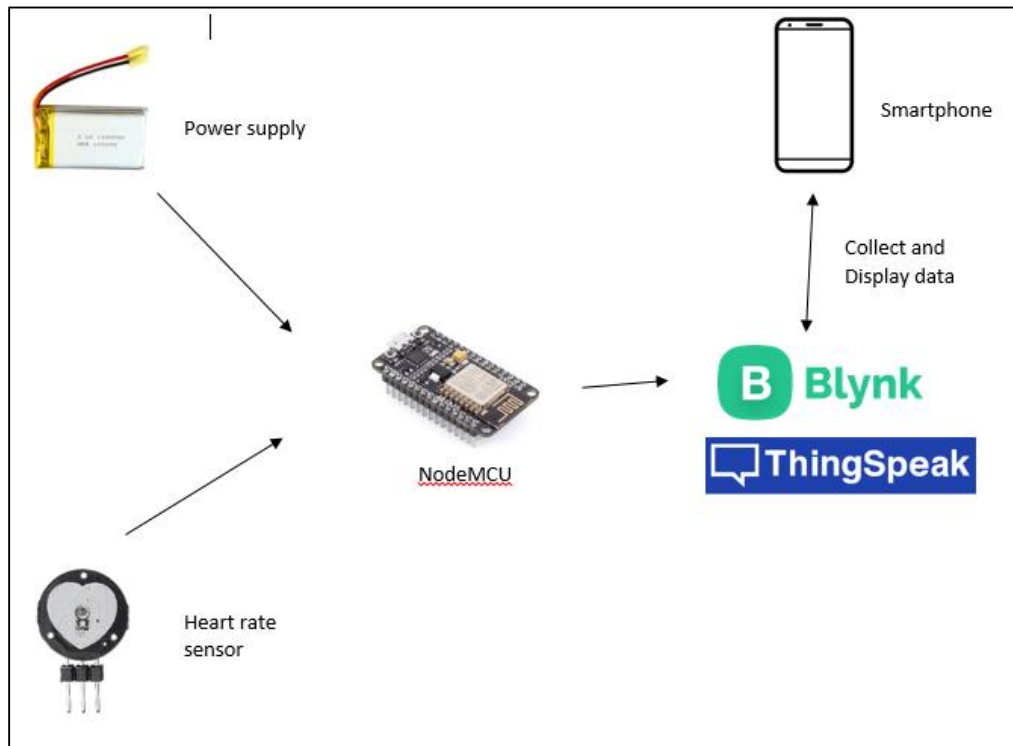 Power supply
Smartphone
Collect and
Display data
B Blynk
ThingSpeak
NodeMCU
Heart rate
sensor